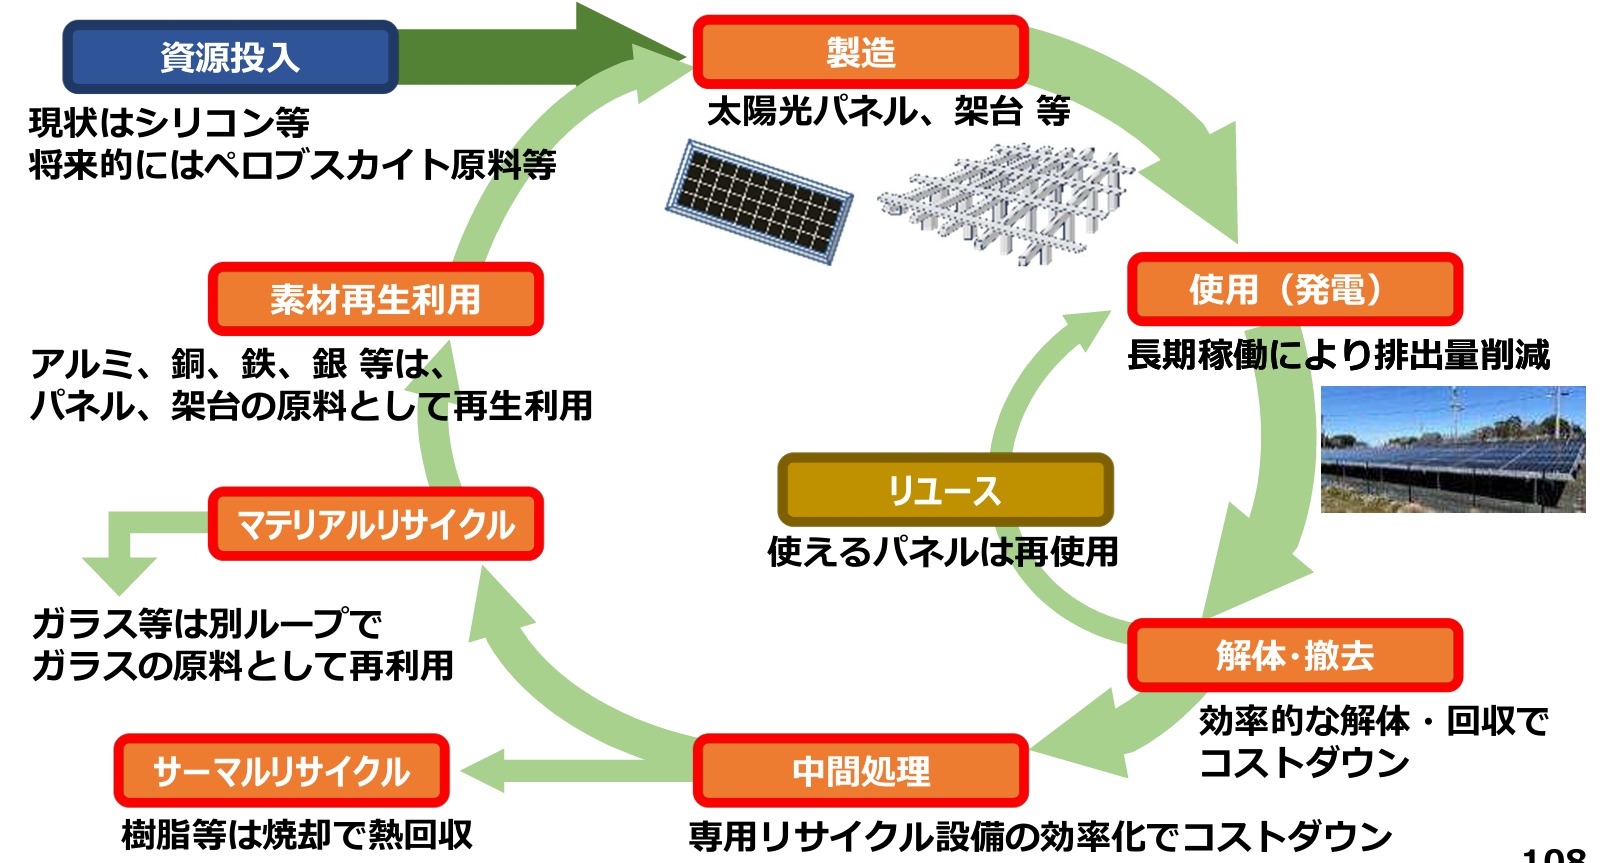 資源投入
現状はシリコン等
将来的にはペロブスカイト原料等
製造
太陽光パネル、架台 等
使用（発電）
長期稼働により排出量削減
素材再生利用
アルミ、銅、鉄、銀 等は、
パネル、架台の原料として再生利用
リユース
使えるパネルは再使用
マテリアルリサイクル
ガラス等は別ループで
ガラスの原料として再利用
解体･撤去
効率的な解体・回収で
コストダウン
中間処理
専用リサイクル設備の効率化でコストダウン
サーマルリサイクル
樹脂等は焼却で熱回収
108